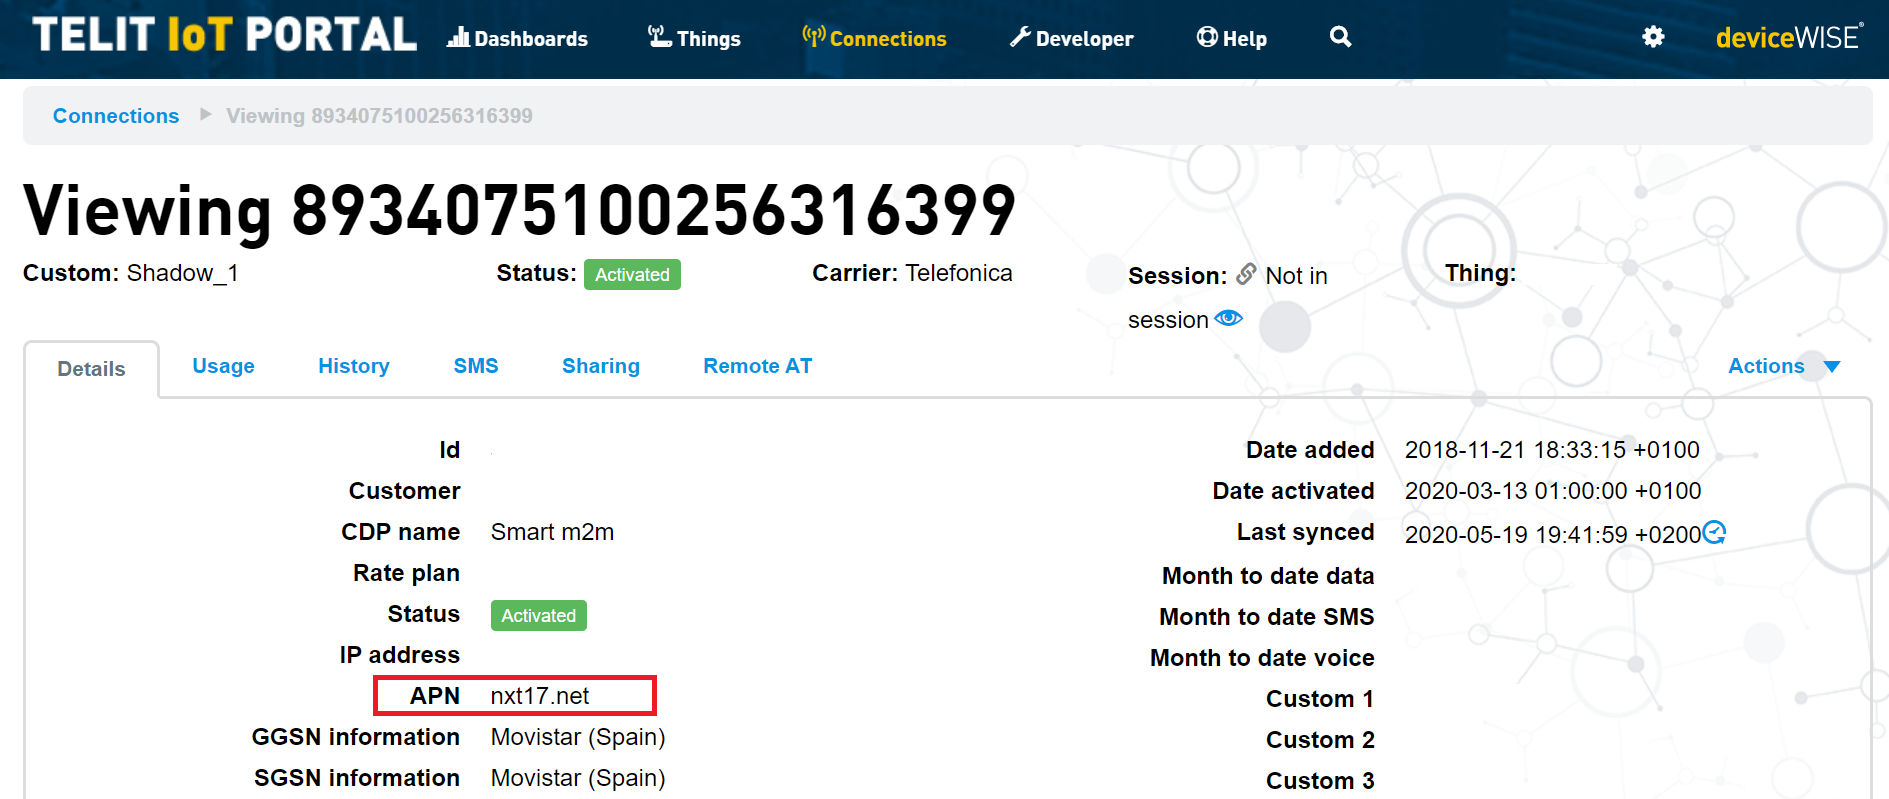 TELIT IoT PORTAL Dashboards Things Connections Developer Help deviceWISE®
Connections Viewing 8934075100256316399
Viewing 8934075100256316399
Custom: Shadow_1 Status: Activated Carrier: Telefonica Session: Not in session Thing:
Details Usage History SMS Sharing Remote AT Actions
Id
Customer
CDP name Smart m2m
Rate plan
Status Activated
IP address
APN nxt17.net
GGSN information Movistar (Spain)
SGSN information Movistar (Spain)
Date added 2018-11-21 18:33:15 +0100
Date activated 2020-03-13 01:00:00 +0100
Last synced 2020-05-19 19:41:59 +0200
Month to date data
Month to date SMS
Month to date voice
Custom 1
Custom 2
Custom 3